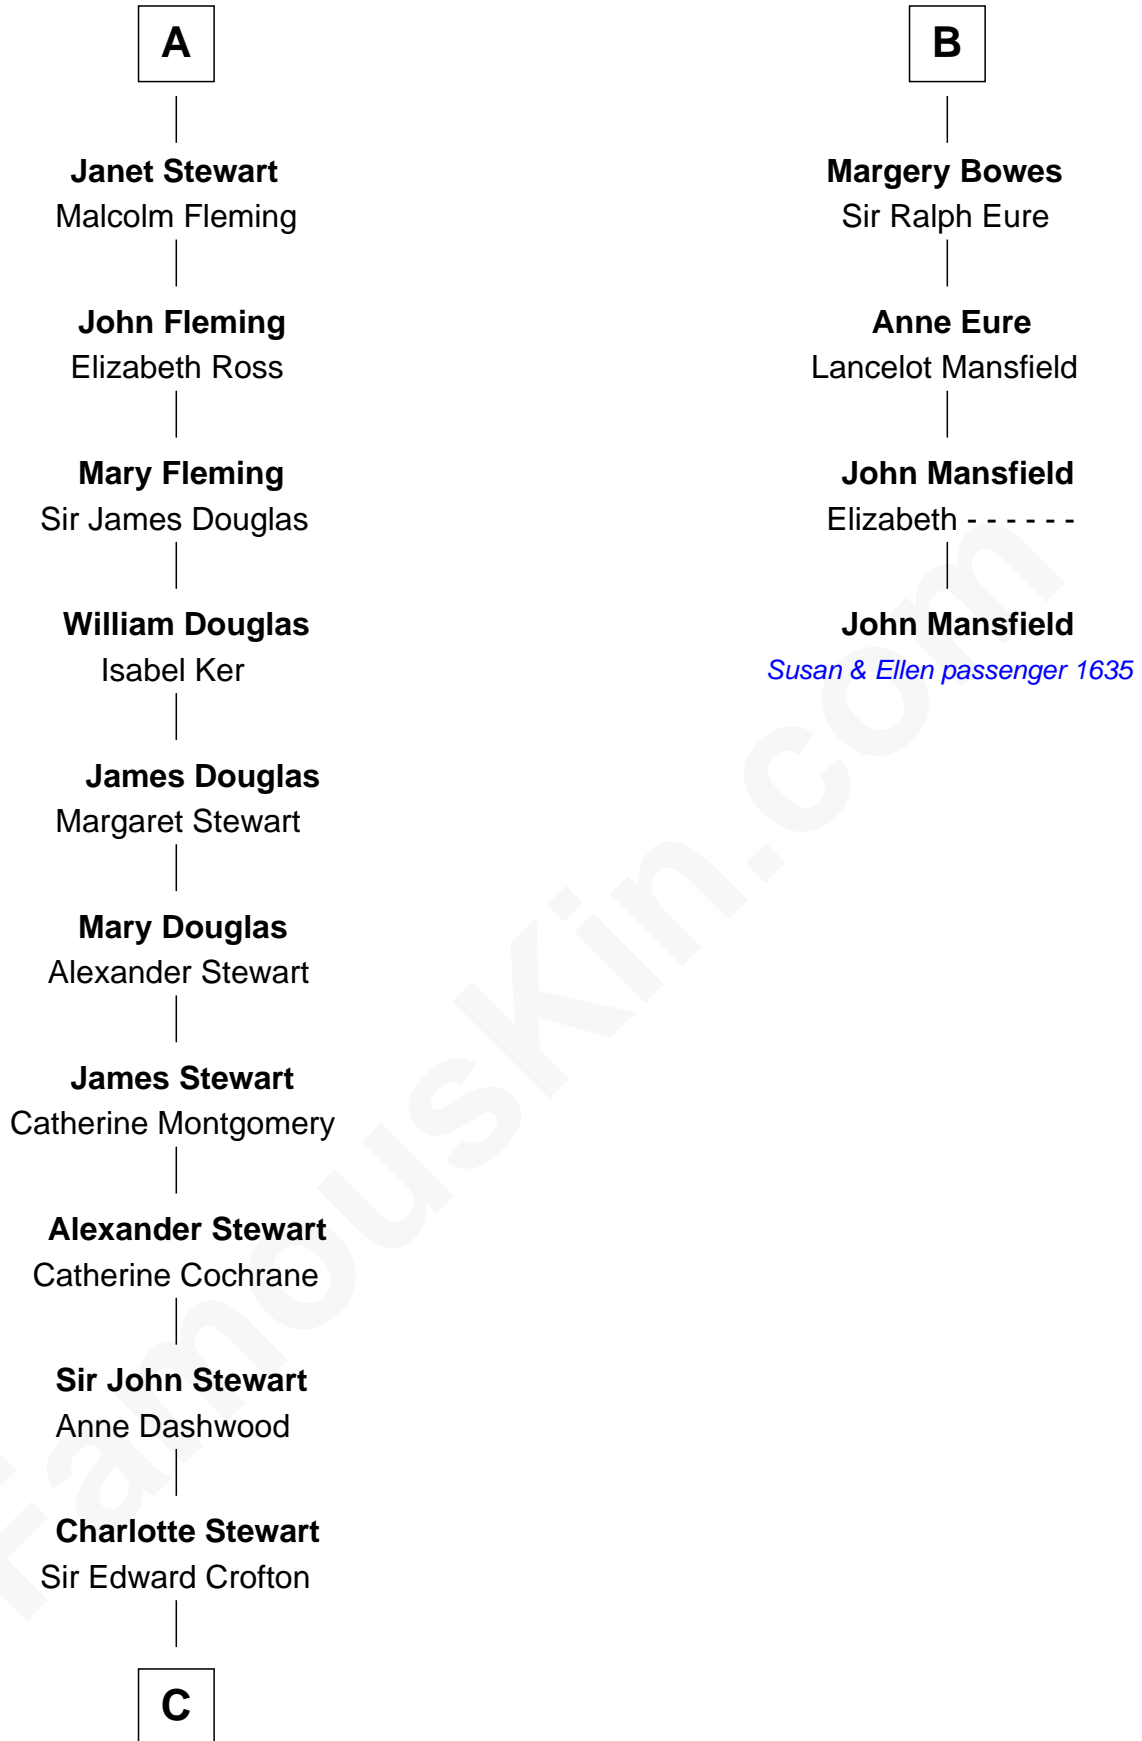 A
Janet Stewart
Malcolm Fleming
John Fleming
Elizabeth Ross
Mary Fleming
Sir James Douglas
William Douglas
Isabel Ker
James Douglas
Margaret Stewart
Mary Douglas
Alexander Stewart
James Stewart
Catherine Montgomery
Alexander Stewart
Catherine Cochrane
Sir John Stewart
Anne Dashwood
Charlotte Stewart
Sir Edward Crofton
C
B
Margery Bowes
Sir Ralph Eure
Anne Eure
Lancelot Mansfield
John Mansfield
Elizabeth - - - - - -
John Mansfield
Susan & Ellen passenger 1635
FamousKin.com